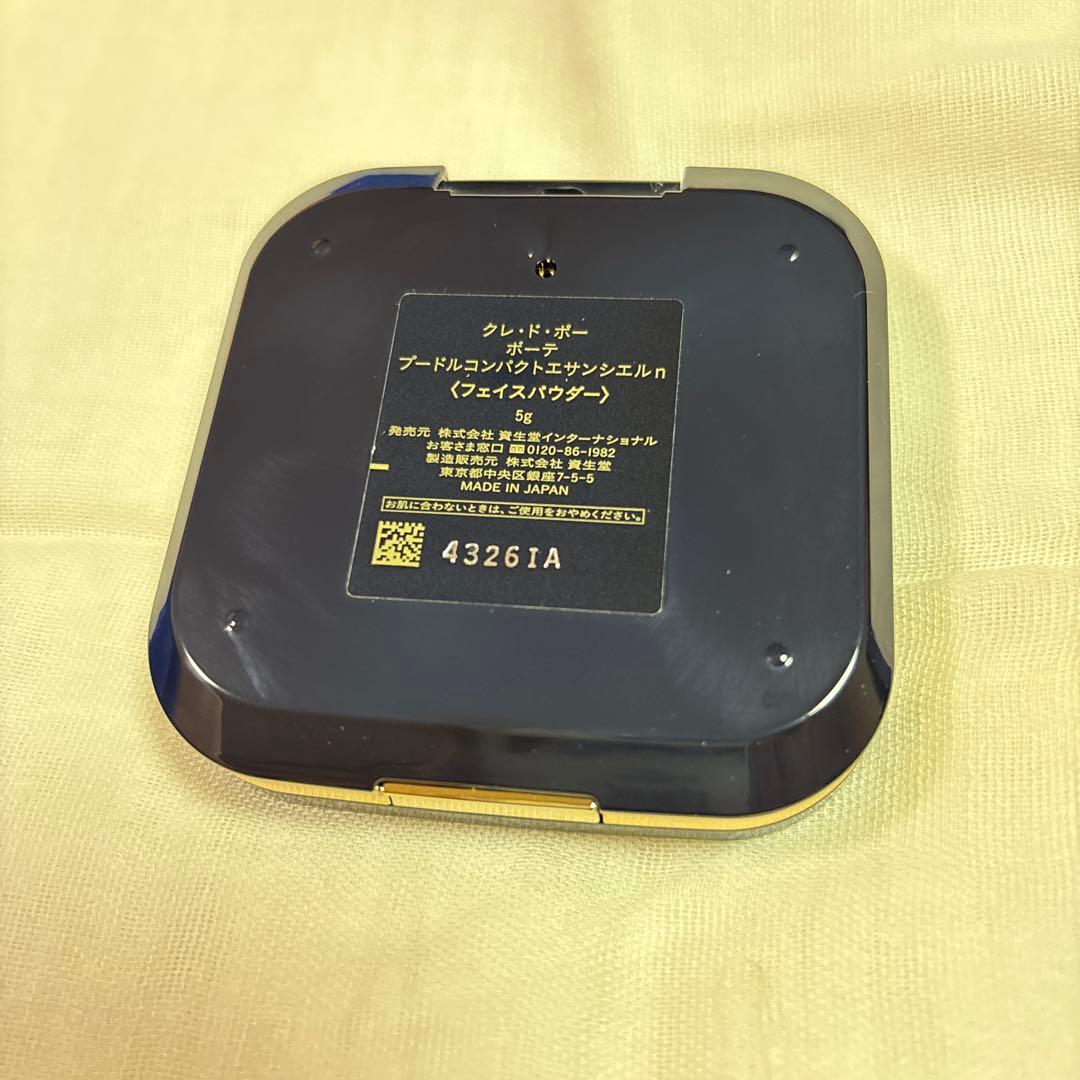 クレ・ド・ポー
ボーテ
プードルコンパクトエサンシエルn
〈フェイスパウダー〉
5g
発売元 株式会社 資生堂インターナショナル
お客さま窓口 0120-86-1982
製造販売元 株式会社 資生堂
東京都中央区銀座7-5-5
MADE IN JAPAN
お肌に合わないときは、ご使用をおやめください。
4326IA